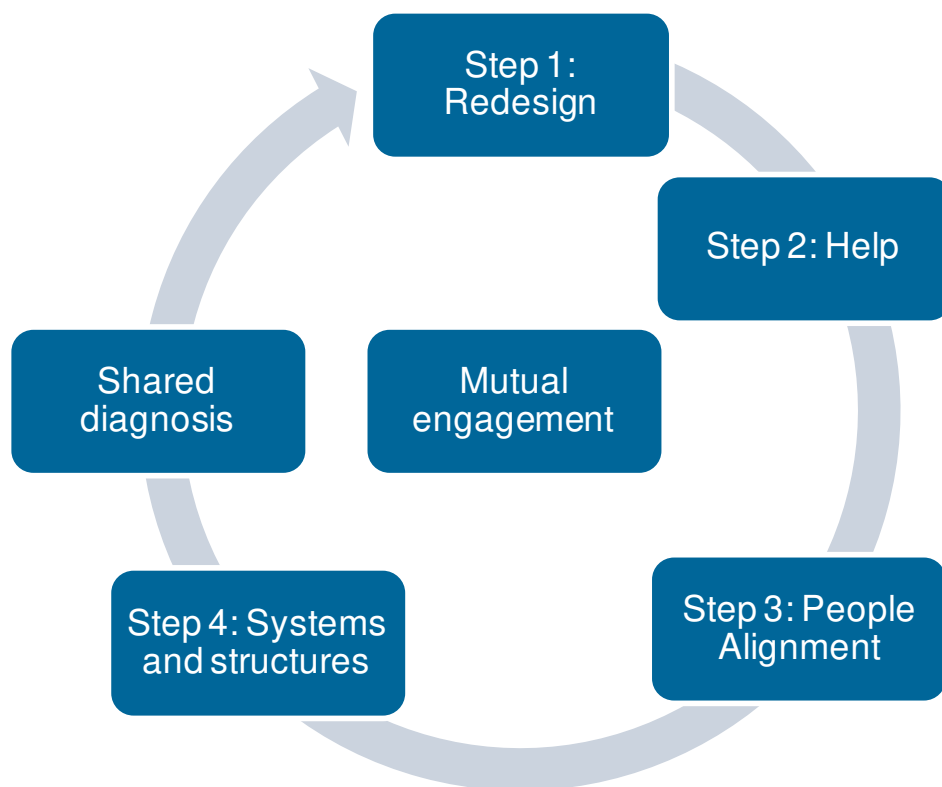 Step 1:
Redesign
Step 2: Help
Shared
diagnosis
Mutual
engagement
Step 3: People
Alignment
Step 4: Systems
and structures